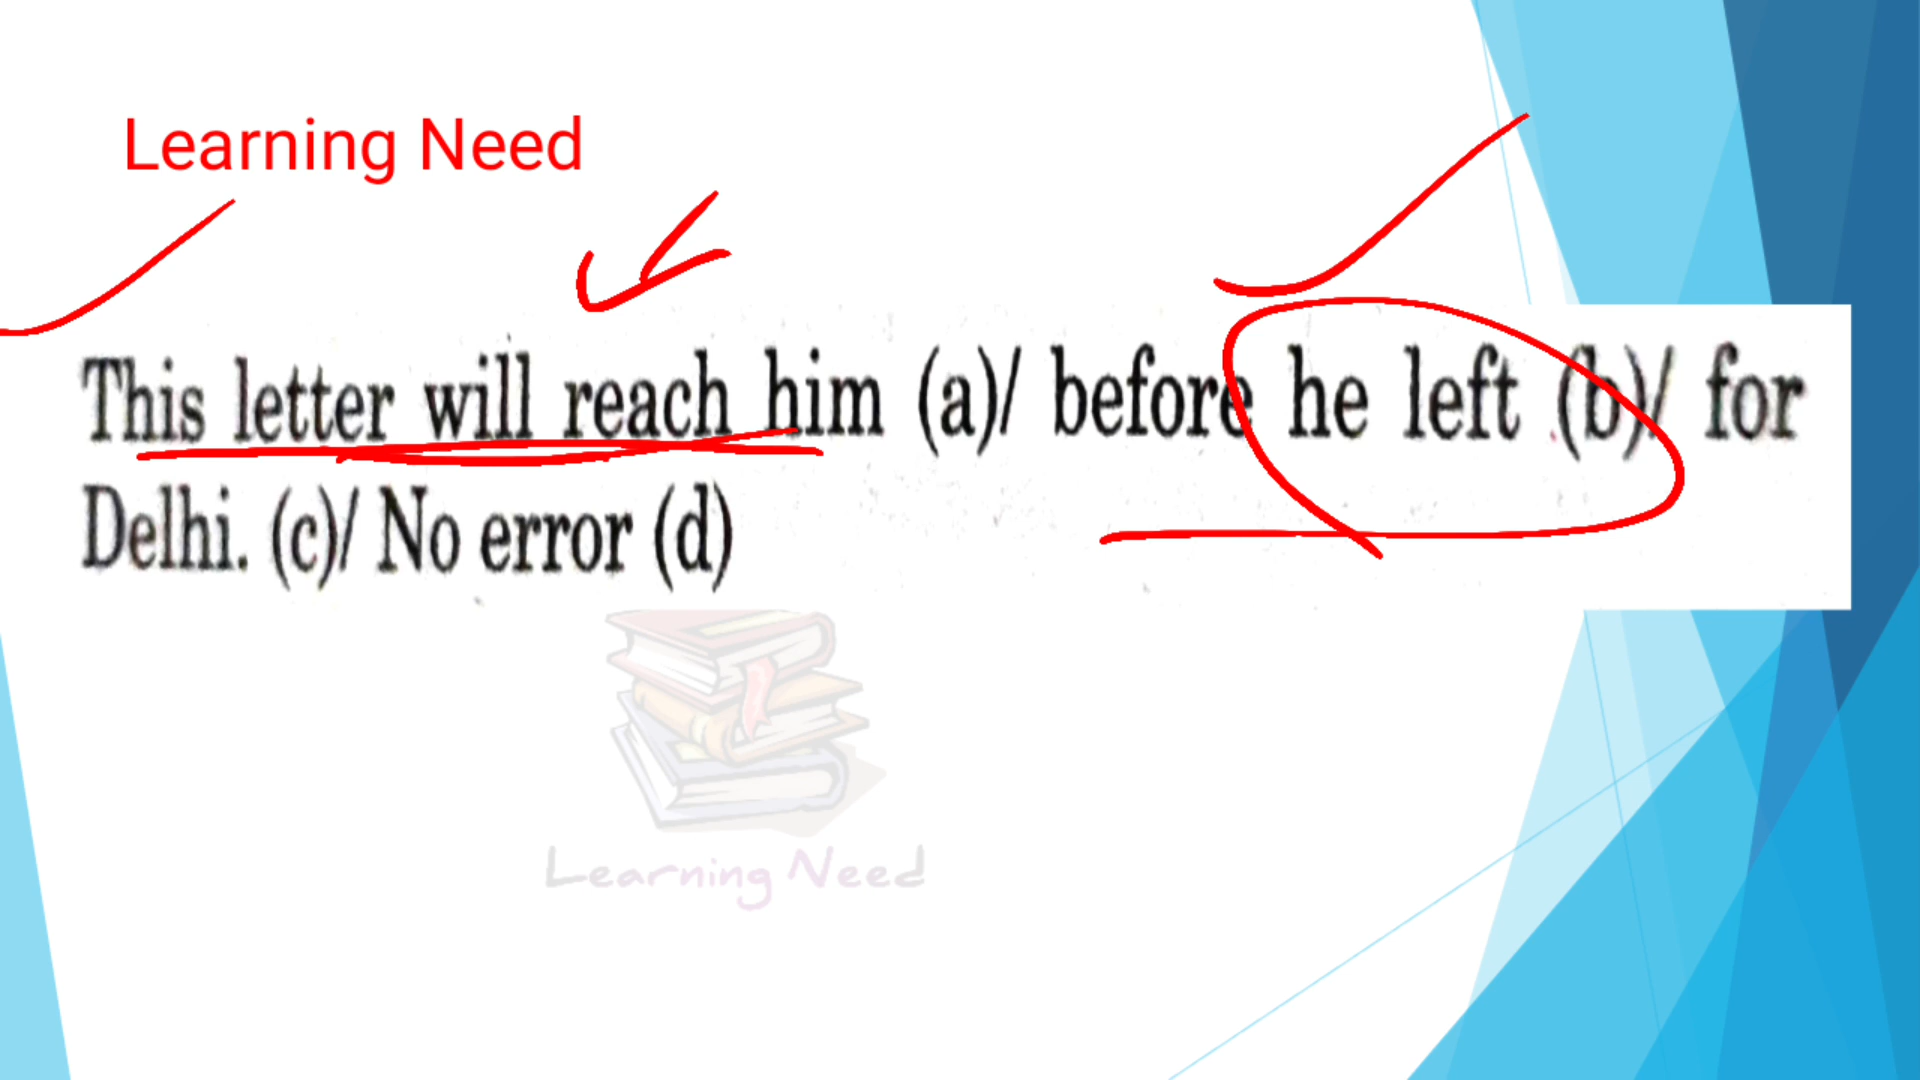 Learning Need
This letter will reach him (a)/ before he left (b)/ for
Delhi. (c)/ No error (d)
Learning Need